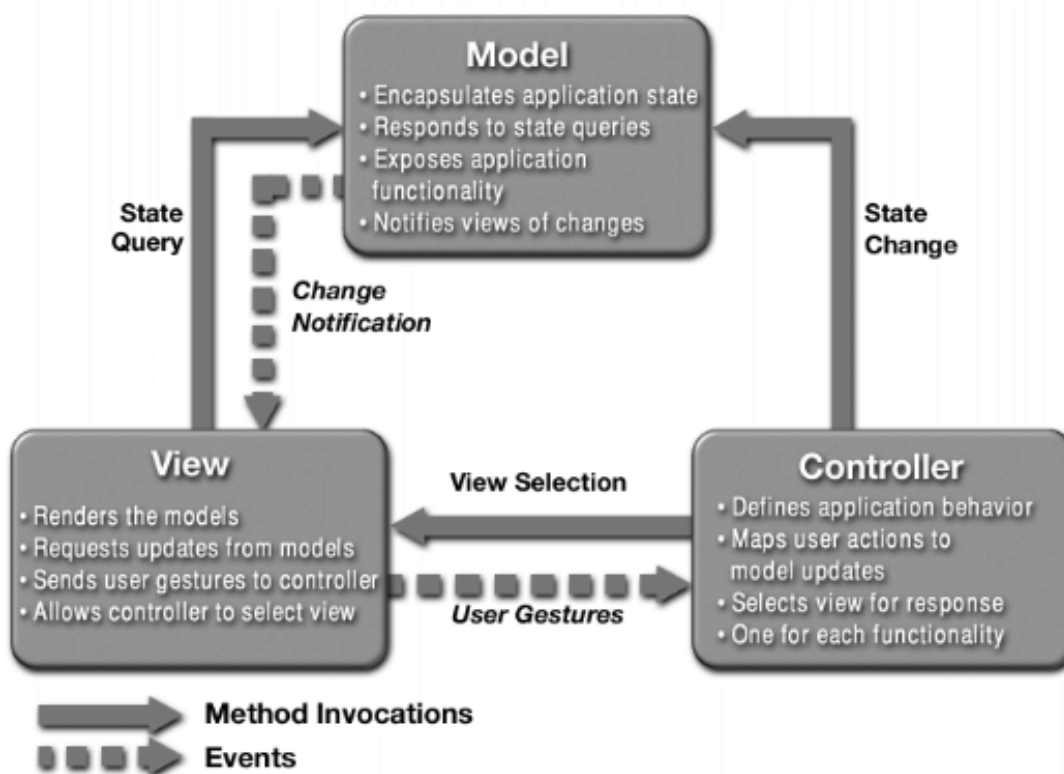 Model
• Encapsulates application state
• Responds to state queries
• Exposes application
functionality
• Notifies views of changes
State
Query
State
Change
Change
Notification
View
• Renders the models
• Requests updates from models
• Sends user gestures to controller
• Allows controller to select view
View Selection
User Gestures
Controller
• Defines application behavior
• Maps user actions to
model updates
• Selects view for response
• One for each functionality
Method Invocations
Events